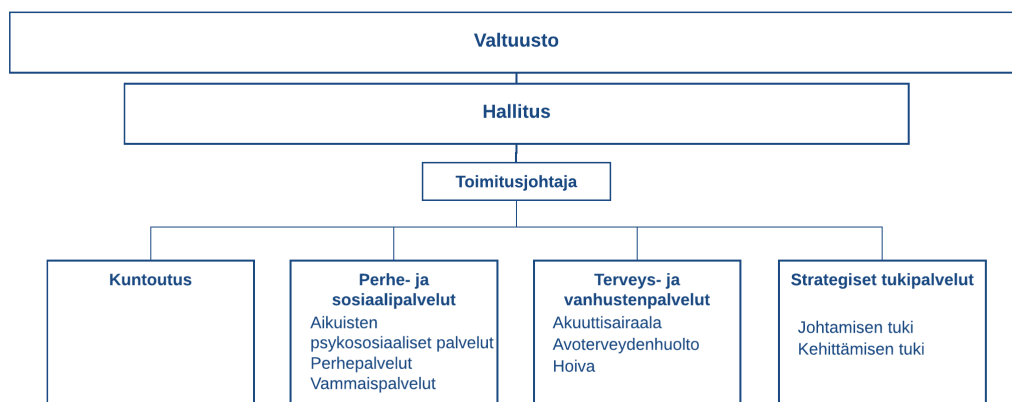 Valtuusto
Hallitus
Toimitusjohtaja
Kuntoutus
Perhe- ja
sosiaalipalvelut
Aikuisten
psykososiaaliset palvelut
Perhepalvelut
Vammaispalvelut
Terveys- ja
vanhustenpalvelut
Akuuttisairaala
Avoterveydenhuolto
Hoiva
Strategiset tukipalvelut
Johtamisen tuki
Kehittämisen tuki